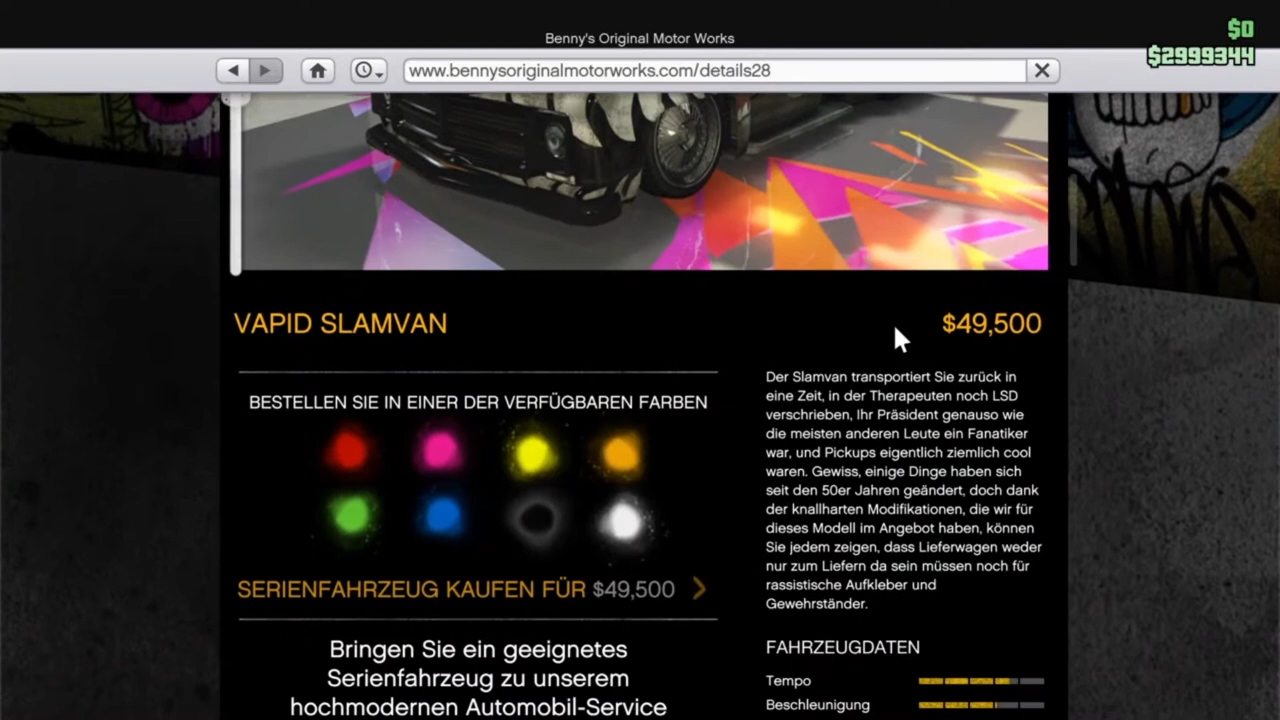 Benny's Original Motor Works
$0
$2999344
www.bennysoriginalmotorworks.com/details28
VAPID SLAMVAN
$49,500
BESTELLEN SIE IN EINER DER VERFÜGBAREN FARBEN
SERIENFAHRZEUG KAUFEN FÜR $49,500
Bringen Sie ein geeignetes
Serienfahrzeug zu unserem
hochmodernen Automobil-Service
Der Slamvan transportiert Sie zurück in
eine Zeit, in der Therapeuten noch LSD
verschrieben, Ihr Präsident genauso wie
die meisten anderen Leute ein Fanatiker
war, und Pickups eigentlich ziemlich cool
waren. Gewiss, einige Dinge haben sich
seit den 50er Jahren geändert, doch dank
der knallharten Modifikationen, die wir für
dieses Modell im Angebot haben, können
Sie jedem zeigen, dass Lieferwagen weder
nur zum Liefern da sein müssen noch für
rassistische Aufkleber und
Gewehrständer.
FAHRZEUGDATEN
Tempo
Beschleunigung